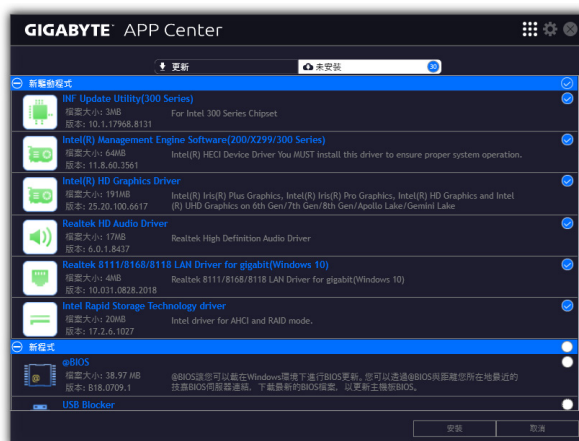 GIGABYTE™ APP Center
更新
未安裝 30
新驅動程式
INF Update Utility(300 Series)
檔案大小: 3MB
For Intel 300 Series Chipset
版本: 10.1.17968.8131
Intel(R) Management Engine Software(200/X299/300 Series)
檔案大小: 64MB
Intel(R) HECI Device Driver You MUST install this driver to ensure proper system operation.
版本: 11.8.60.3561
Intel(R) HD Graphics Driver
檔案大小: 191MB
Intel(R) Iris(R) Plus Graphics, Intel(R) Iris(R) Pro Graphics, Intel(R) HD Graphics and Intel
(R) UHD Graphics on 6th Gen/7th Gen/8th Gen/Apollo Lake/Gemini Lake
版本: 25.20.100.6617
Realtek HD Audio Driver
檔案大小: 17MB
Realtek High Definition Audio Driver
版本: 6.0.1.8437
Realtek 8111/8168/8118 LAN Driver for gigabit(Windows 10)
檔案大小: 4MB
Realtek 8111/8168/8118 LAN Driver for gigabit(Windows 10)
版本: 10.031.0828.2018
Intel Rapid Storage Technology driver
檔案大小: 20MB
Intel driver for AHCI and RAID mode.
版本: 17.2.6.1027
新程式
@BIOS
檔案大小: 38.97 MB
@BIOS讓您可以載在Windows環境下進行BIOS更新。您可以透過@BIOS與距離您所在地最近的
技嘉BIOS伺服器連結，下載最新的BIOS檔案，以更新主機板BIOS。
版本: B18.0709.1
USB Blocker
安裝
取消